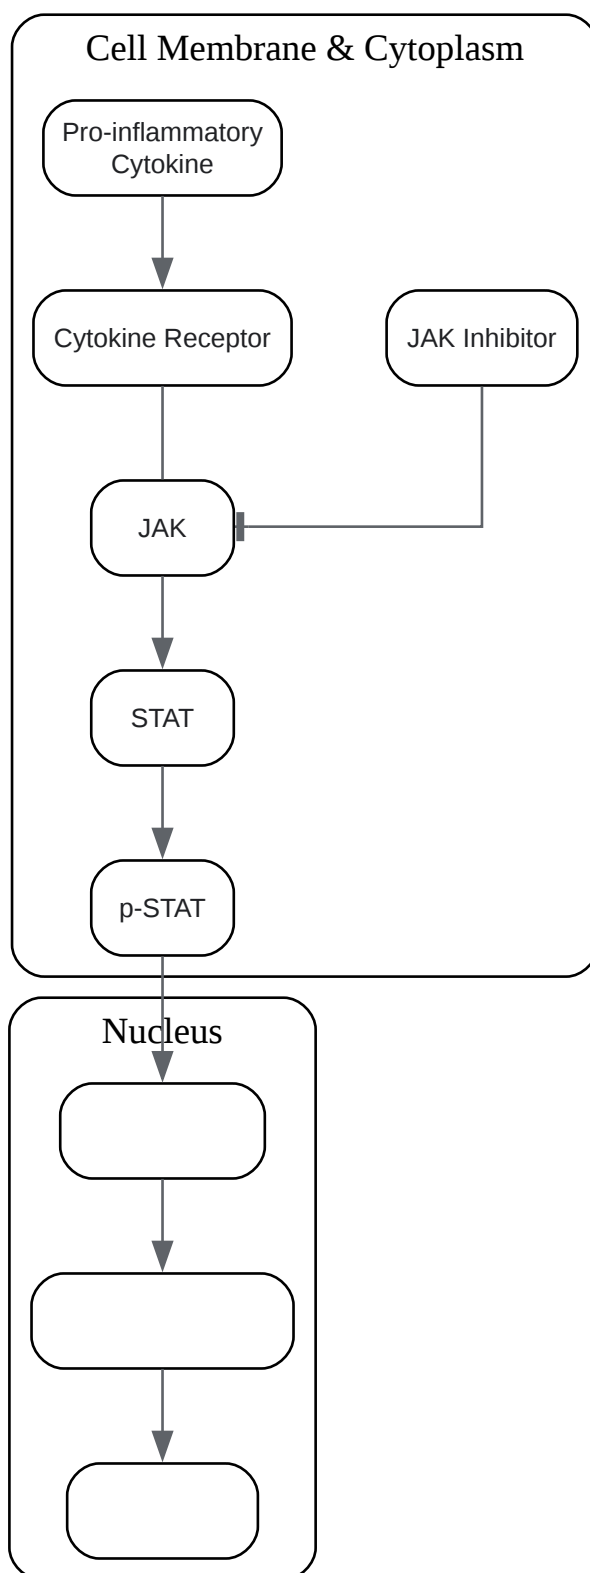 Cell Membrane & Cytoplasm
Pro-inflammatory
Cytokine
Cytokine Receptor
JAK Inhibitor
JAK
STAT
p-STAT
Nucleus